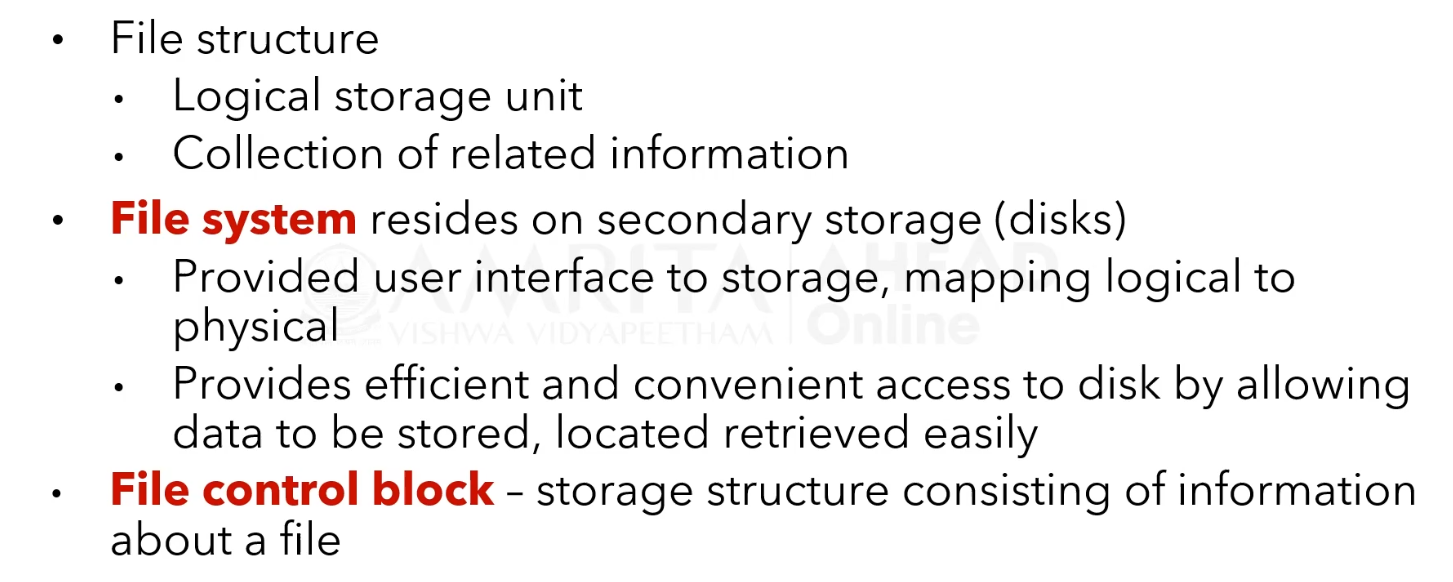 • File structure
• Logical storage unit
• Collection of related information
• File system resides on secondary storage (disks)
• Provided user interface to storage, mapping logical to
physical
• Provides efficient and convenient access to disk by allowing
data to be stored, located retrieved easily
• File control block – storage structure consisting of information
about a file
AMRITA AHEAD
VISHWA VIDYAPEETHAM Online